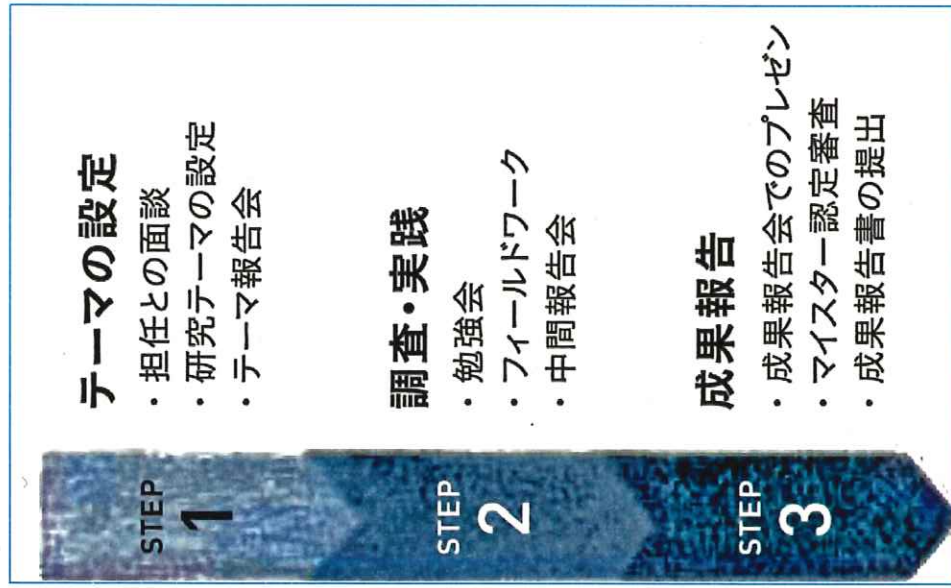 STEP
1
テーマの設定
・担任との面談
・研究テーマの設定
・テーマ報告会
STEP
2
調査・実践
・勉強会
・フィールドワーク
・中間報告会
STEP
3
成果報告
・成果報告会でのプレゼン
・マイスター認定審査
・成果報告書の提出